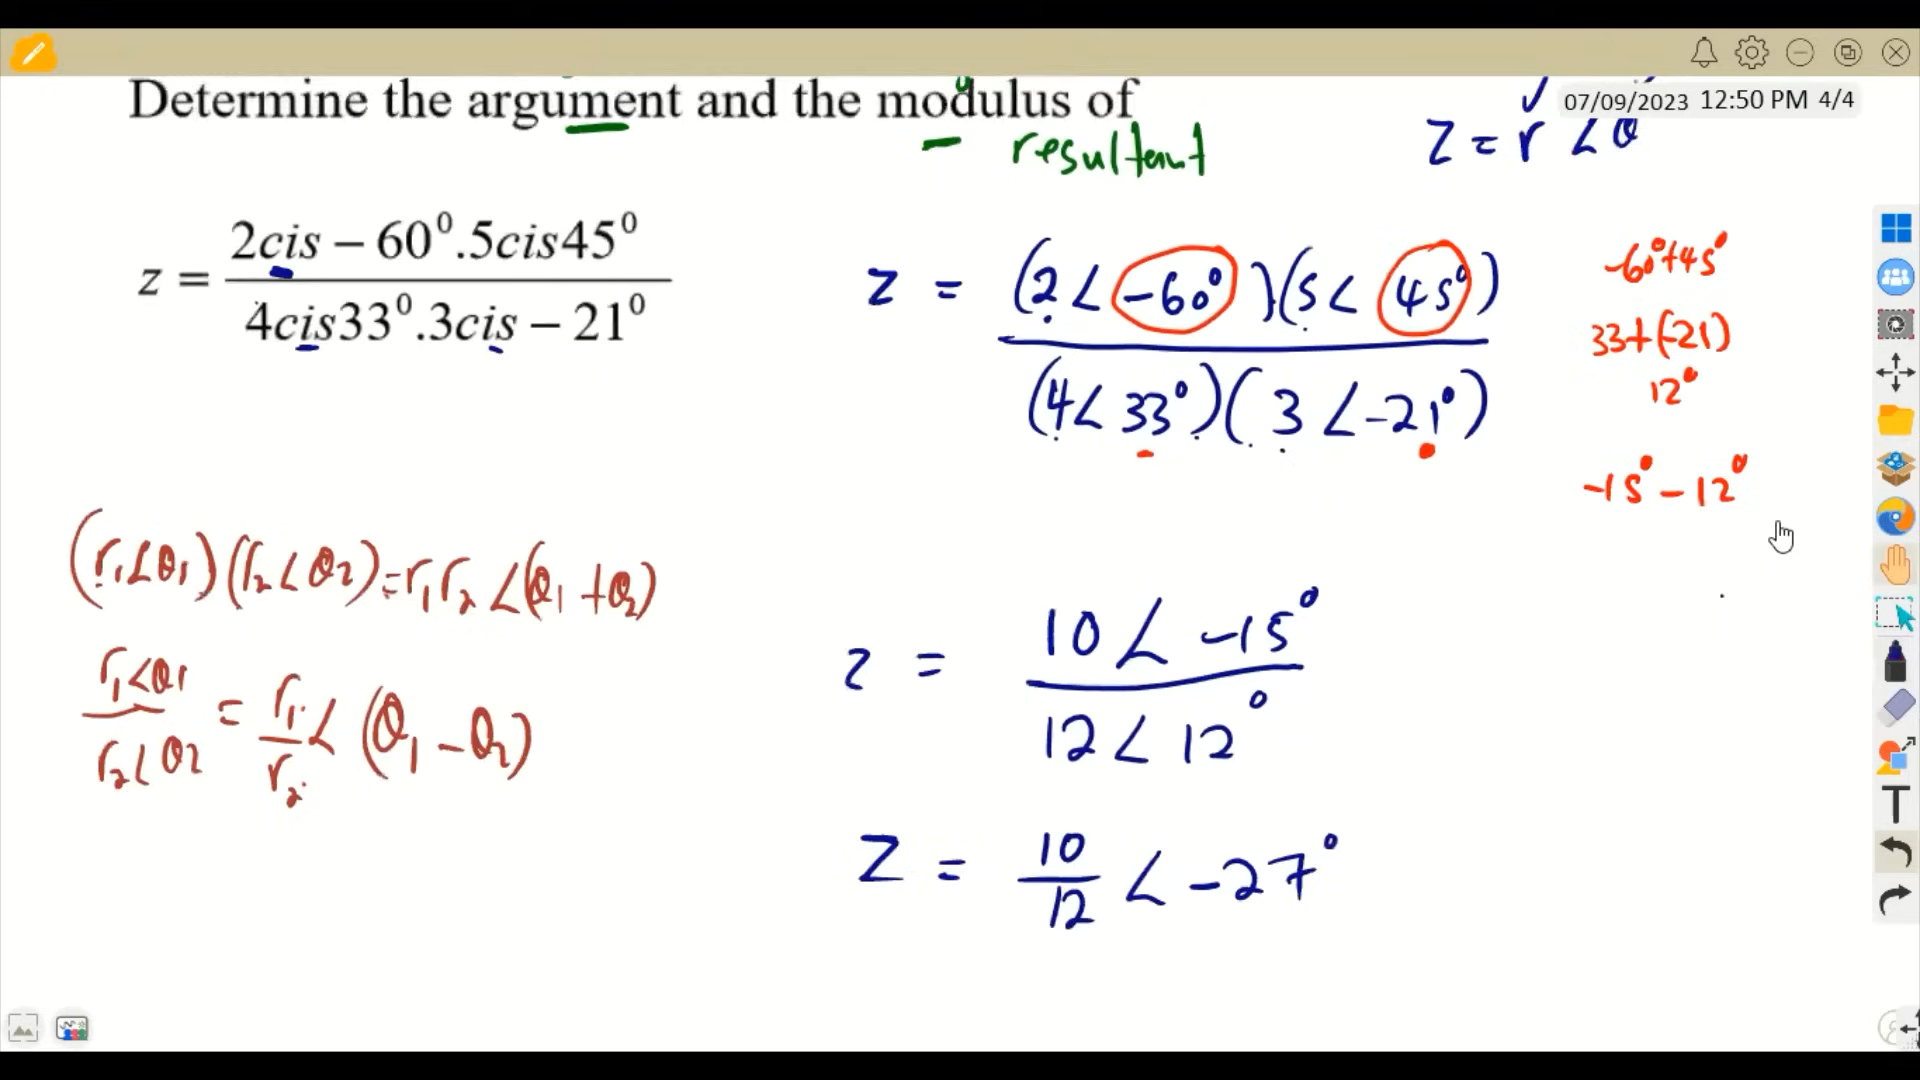 07/09/2023 12:50 PM 4/4
Determine the argument and the modulus of
resultant
z = r ∠θ
z = (2cis − 60⁰.5cis45⁰)/(4cis33⁰.3cis − 21⁰)
z = ((2 ∠ -60°)(5 ∠ 45°))/((4 ∠ 33°)(3 ∠ -21°))
-60°+45°
33+(-21)
12°
-15° - 12°
(r₁∠θ₁)(r₂∠θ₂)=r₁r₂∠(θ₁+θ₂)
r₁∠θ₁/r₂∠θ₂ = r₁/r₂ ∠ (θ₁ - θ₂)
z = (10 ∠ -15°)/(12 ∠ 12°)
z = 10/12 ∠ -27°
T